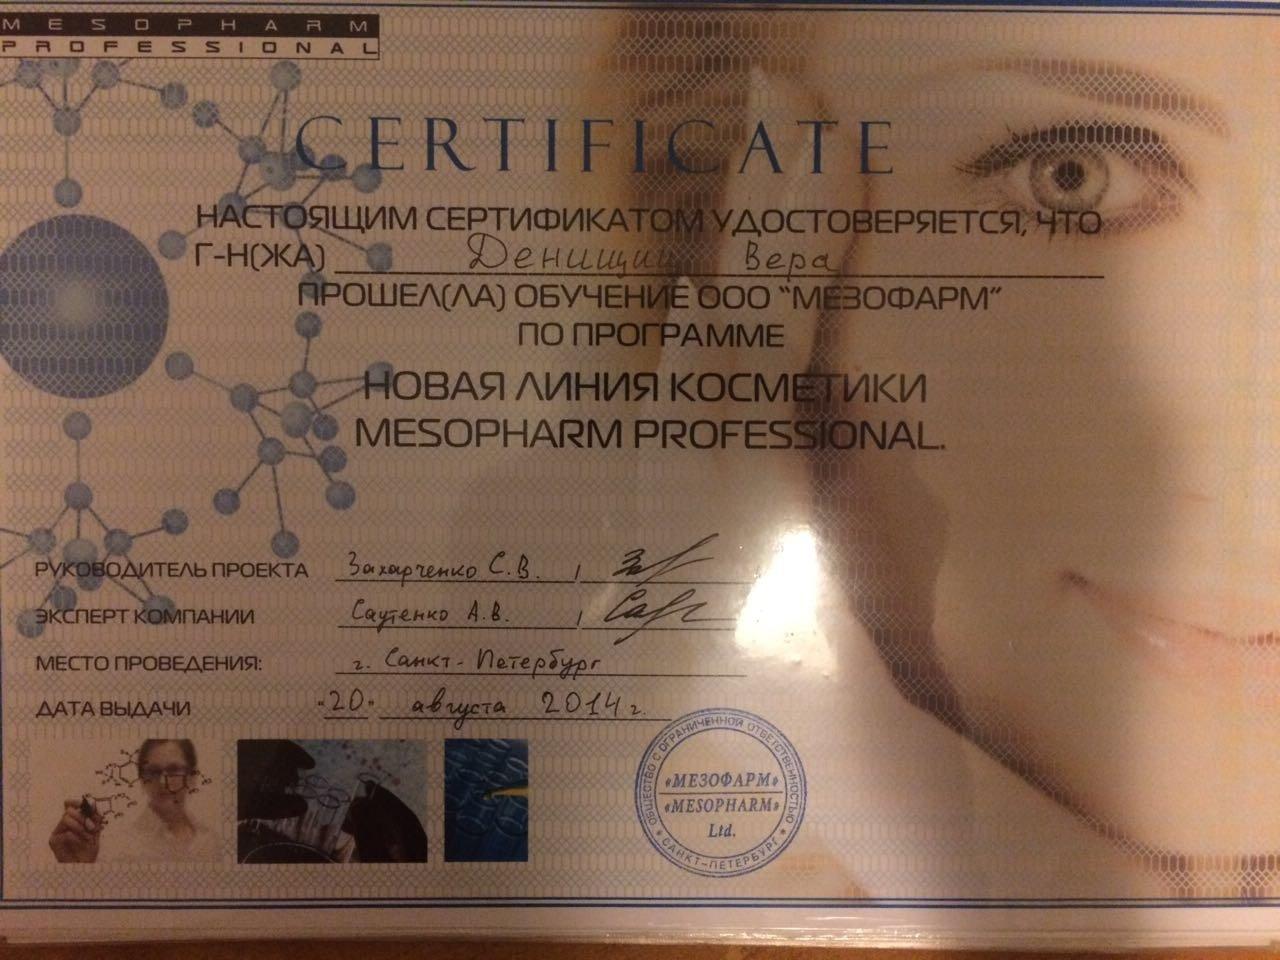 MESOPHARM
PROFESSIONAL
CERTIFICATE
НАСТОЯЩИМ СЕРТИФИКАТОМ УДОСТОВЕРЯЕТСЯ, ЧТО
Г-Н(ЖА) Денищиц Вера
ПРОШЕЛ(ЛА) ОБУЧЕНИЕ ООО "МЕЗОФАРМ"
ПО ПРОГРАММЕ
НОВАЯ ЛИНИЯ КОСМЕТИКИ
MESOPHARM PROFESSIONAL.
РУКОВОДИТЕЛЬ ПРОЕКТА Захарченко С.В. /
ЭКСПЕРТ КОМПАНИИ Саутенко А.В. /
МЕСТО ПРОВЕДЕНИЯ: г. Санкт-Петербург
ДАТА ВЫДАЧИ "20" августа 2014 г.
ОБЩЕСТВО С ОГРАНИЧЕННОЙ ОТВЕТСТВЕННОСТЬЮ
«МЕЗОФАРМ»
«MESOPHARM»
Ltd.
* САНКТ-ПЕТЕРБУРГ *